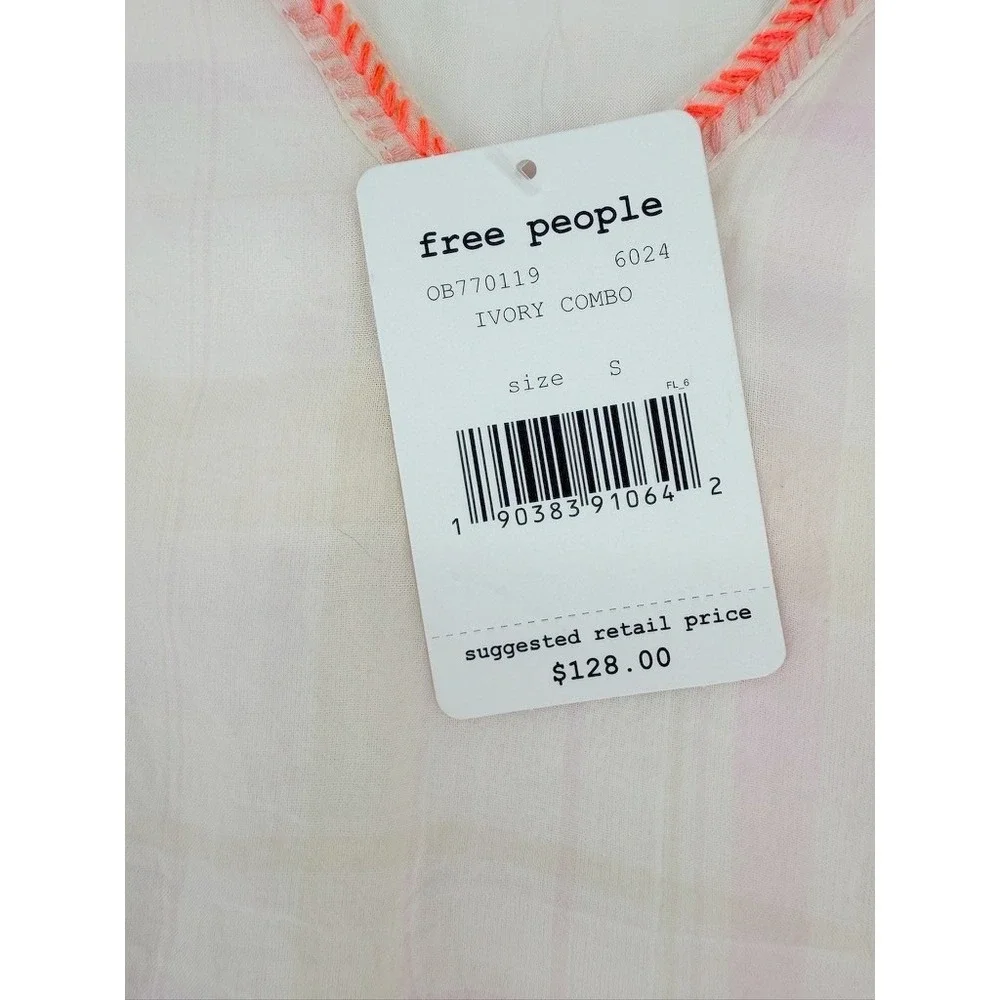 free people
OB770119 6024
IVORY COMBO
size S
FL_6
1 90383 91064 2
suggested retail price
$128.00